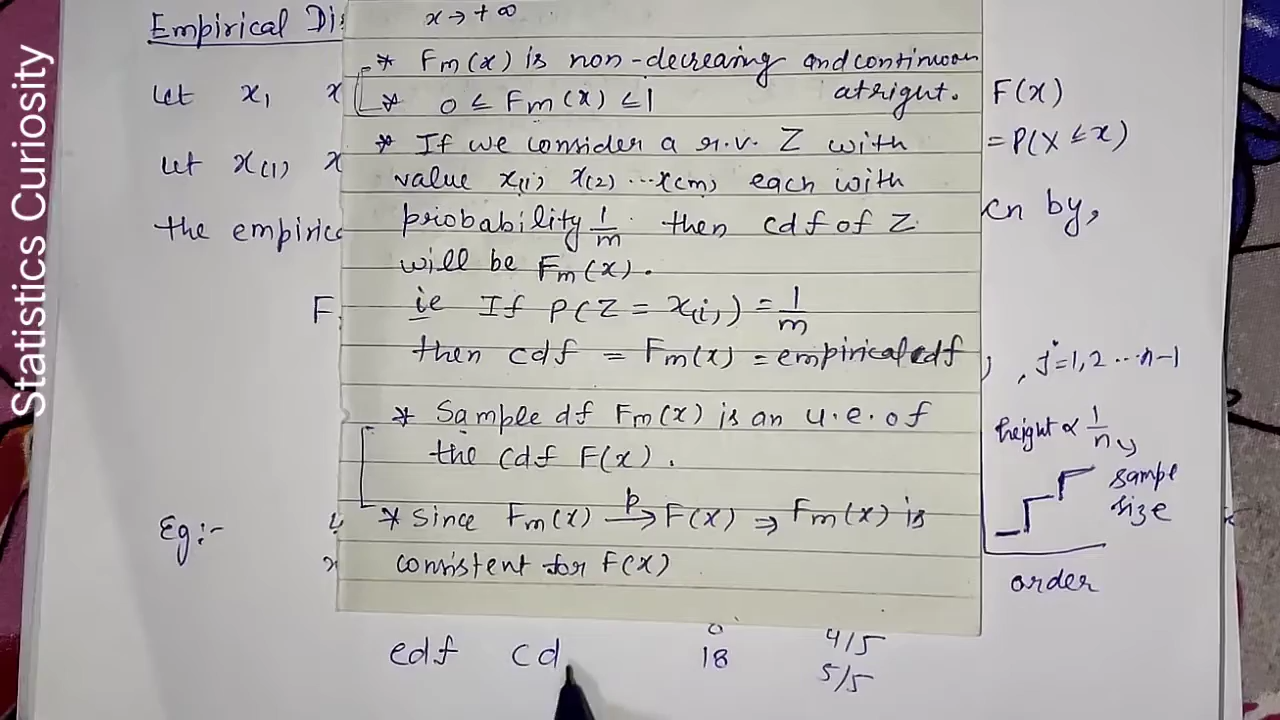 Statistics Curiosity
Empirical Dis
x → + ∞
* Fm(x) is non-decreaing and continuous
at right.
* 0 ≤ Fm(x) ≤ 1
* If we consider a r.v. Z with
value x(1), x(2) ... x(m) each with
probability 1/m then cdf of Z
will be Fm(x).
ie If P(Z = x(i)) = 1/m
then cdf = Fm(x) = empirical cdf
* Sample df Fm(x) is an u.e. of
the cdf F(x).
* Since Fm(x) →p F(x) ⇒ Fm(x) is
consistent for F(x)
Let x1 x
Let x(1) x
the empiric
F
Eg:-
x
F(x)
= P(X ≤ x)
en by,
, j=1,2 ... n-1
height ∝ 1/n
sample
size
order
4/5
18
5/5
edf cd